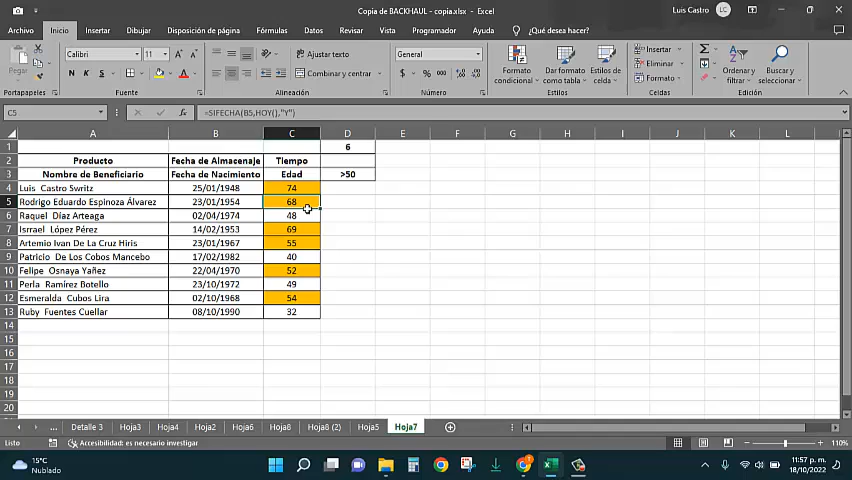 Copia de BACKHAUL - copia.xlsx - Excel
Luis Castro
LC
Archivo Inicio Insertar Dibujar Disposición de página Fórmulas Datos Revisar Vista Programador Ayuda ¿Qué desea hacer?
Pegar
Calibri 11 A A
N K S A
Ajustar texto
Combinar y centrar
General
$ % 000
Formato condicional
Dar formato como tabla
Estilos de celda
Insertar
Eliminar
Formato
Ordenar y filtrar
Buscar y seleccionar
Portapapeles Fuente Alineación Número Estilos Celdas Edición
C5 fx =SIFECHA(B5,HOY(),"Y")
A B C D E F G H I J K L
1 6
2 Producto Fecha de Almacenaje Tiempo
3 Nombre de Beneficiario Fecha de Nacimiento Edad >50
4 Luis Castro Swritz 25/01/1948 74
5 Rodrigo Eduardo Espinoza Álvarez 23/01/1954 68
6 Raquel Díaz Arteaga 02/04/1974 48
7 Isrrael López Pérez 14/02/1953 69
8 Artemio Ivan De La Cruz Hiris 23/01/1967 55
9 Patricio De Los Cobos Mancebo 17/02/1982 40
10 Felipe Osnaya Yañez 22/04/1970 52
11 Perla Ramírez Botello 23/10/1972 49
12 Esmeralda Cubos Lira 02/10/1968 54
13 Ruby Fuentes Cuellar 08/10/1990 32
14
15
16
17
18
19
20
... Detalle 3 Hoja3 Hoja4 Hoja2 Hoja6 Hoja8 Hoja8 (2) Hoja5 Hoja7
Listo Accesibilidad: es necesario investigar 110%
15°C
Nublado
11:57 p. m.
18/10/2022